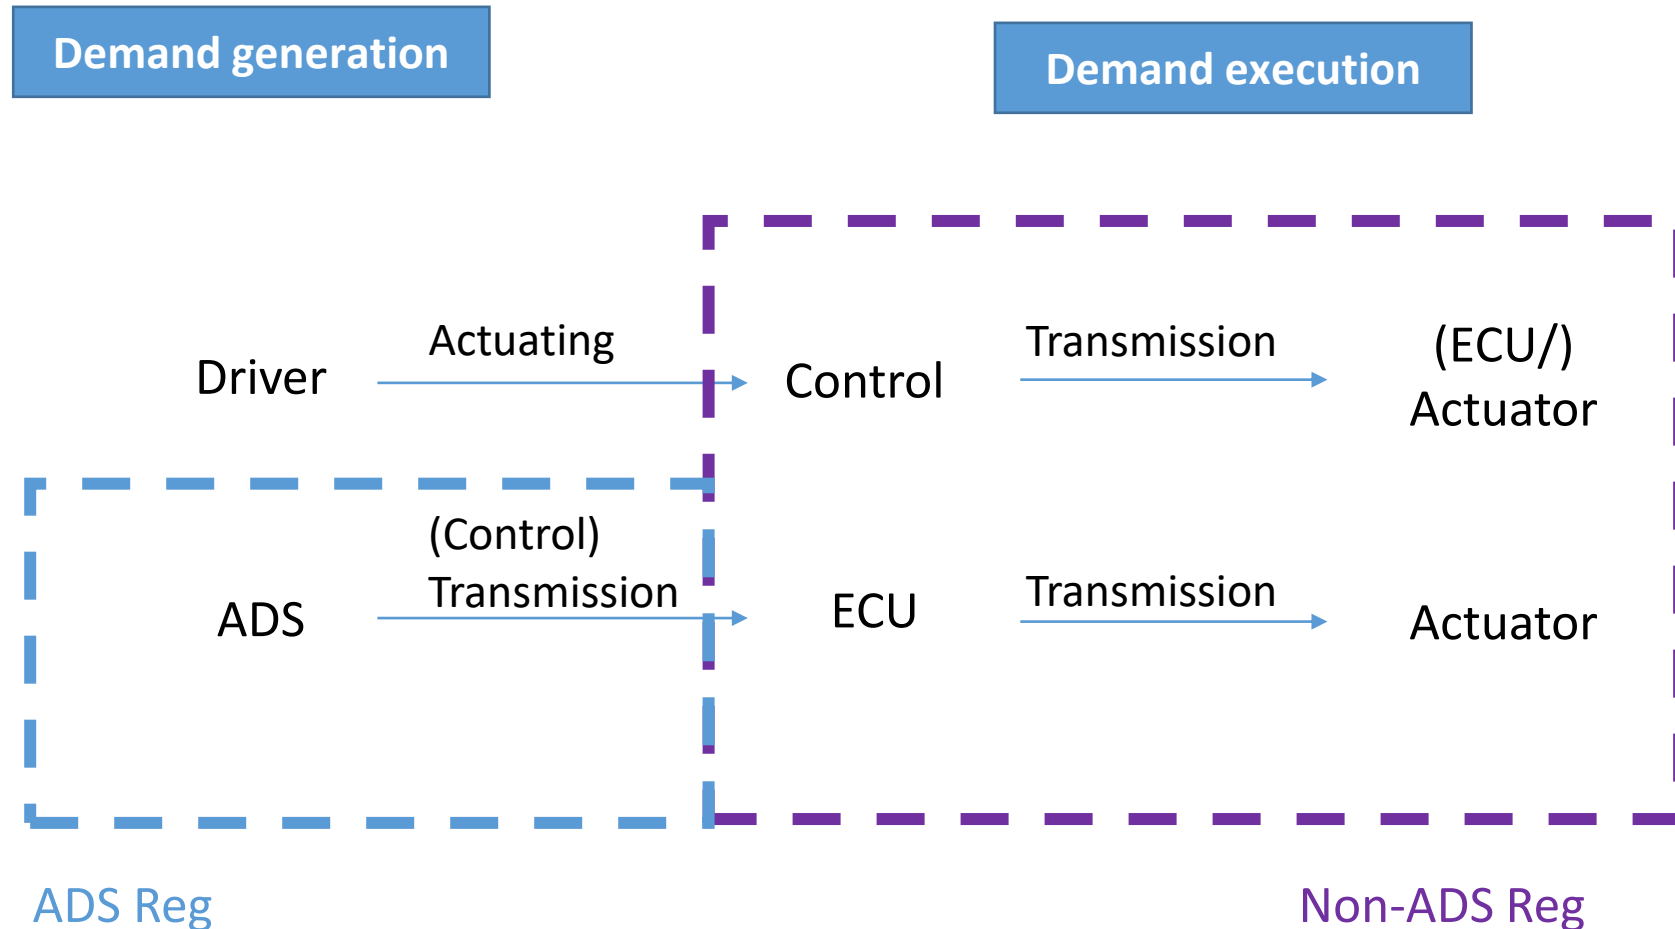 Demand generation
Demand execution
Actuating
Driver
Control
Transmission
(ECU/)
Actuator
(Control)
Transmission
ADS
ECU
Transmission
Actuator
ADS Reg
Non-ADS Reg